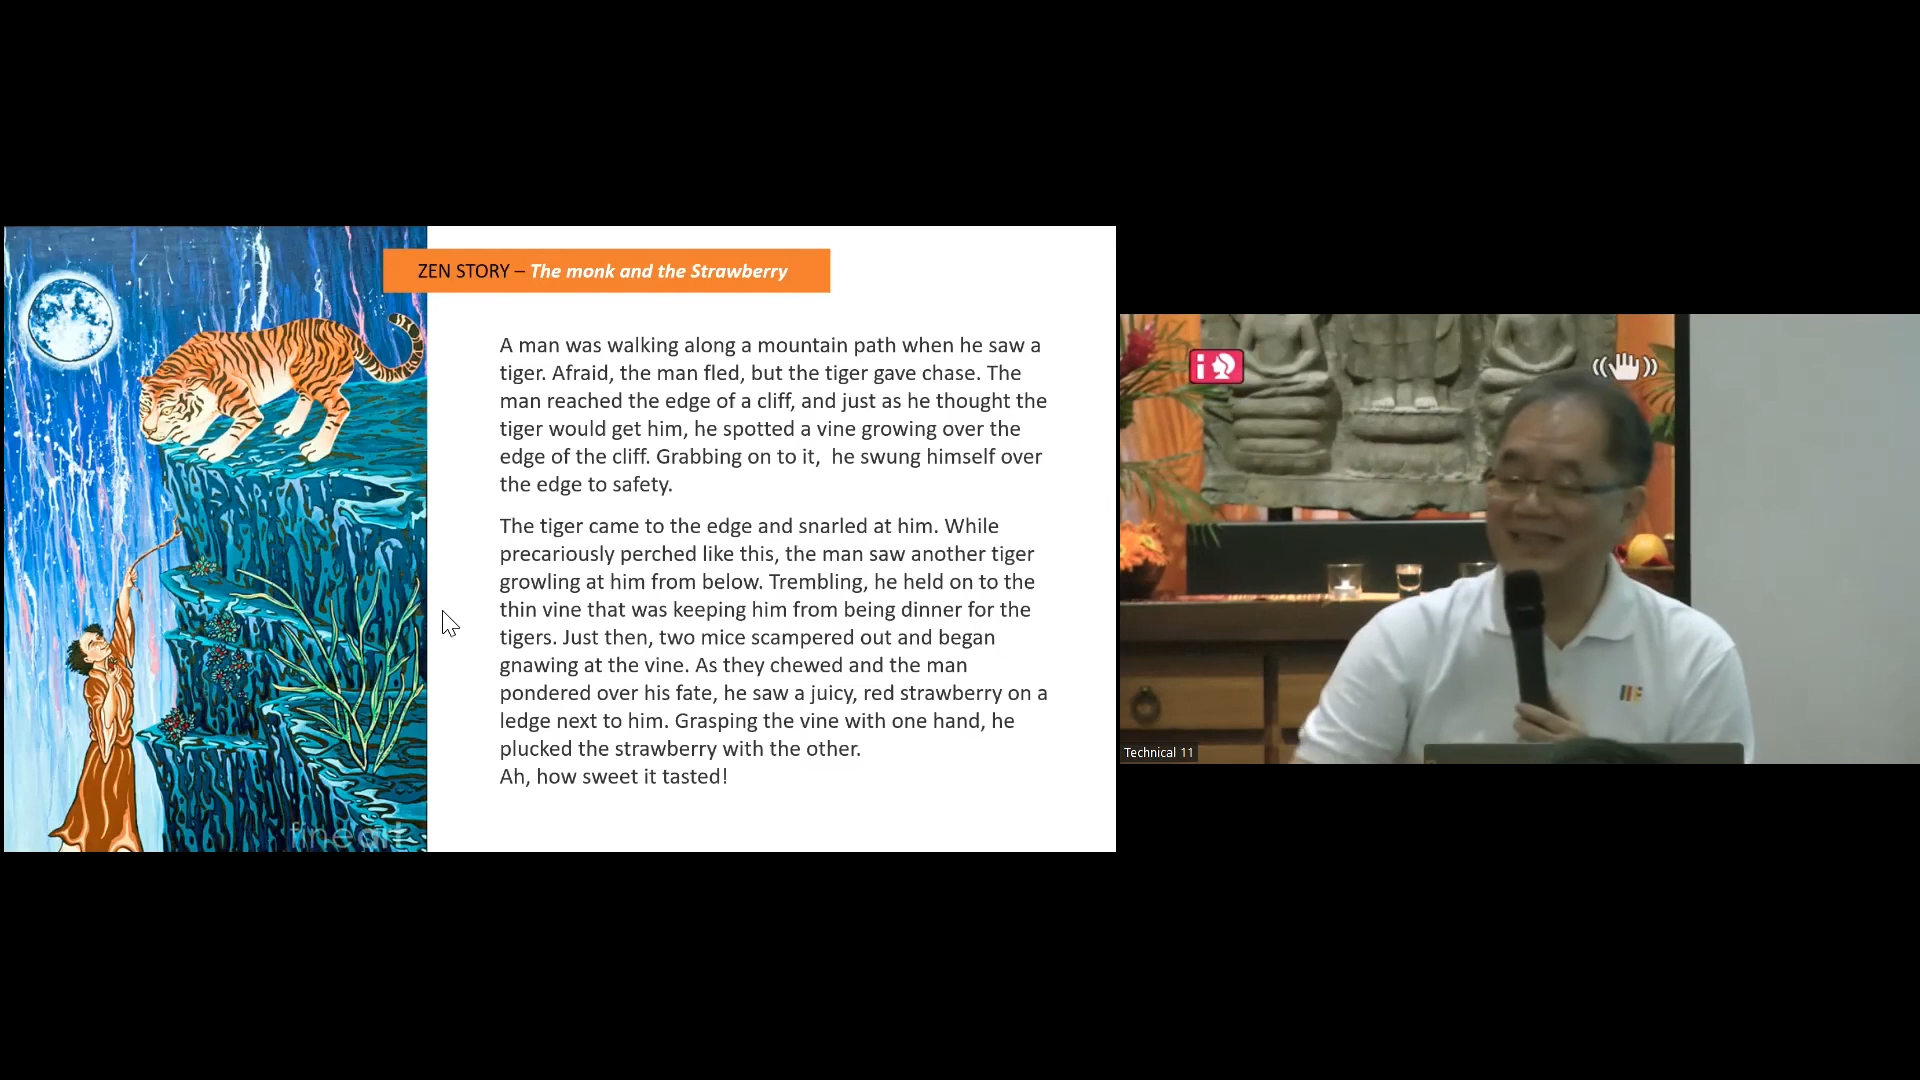 ZEN STORY – The monk and the Strawberry
A man was walking along a mountain path when he saw a
tiger. Afraid, the man fled, but the tiger gave chase. The
man reached the edge of a cliff, and just as he thought the
tiger would get him, he spotted a vine growing over the
edge of the cliff. Grabbing on to it,  he swung himself over
the edge to safety.
The tiger came to the edge and snarled at him. While
precariously perched like this, the man saw another tiger
growling at him from below. Trembling, he held on to the
thin vine that was keeping him from being dinner for the
tigers. Just then, two mice scampered out and began
gnawing at the vine. As they chewed and the man
pondered over his fate, he saw a juicy, red strawberry on a
ledge next to him. Grasping the vine with one hand, he
plucked the strawberry with the other.
Ah, how sweet it tasted!
fineart
i
Technical 11